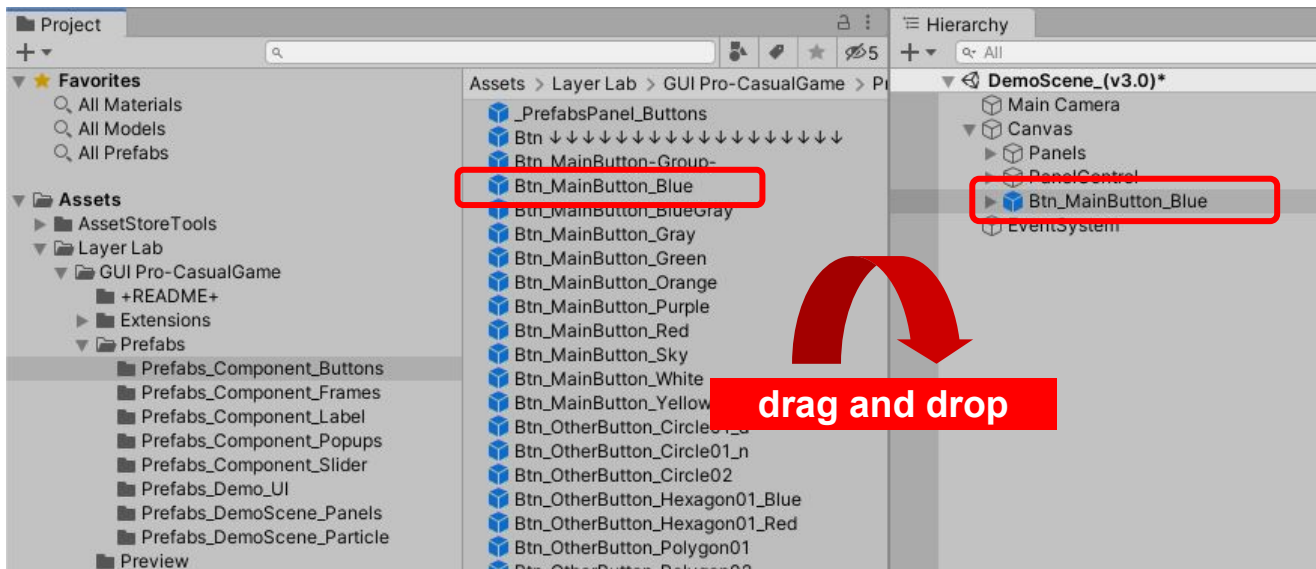 Project
5
Favorites
All Materials
All Models
All Prefabs
Assets
AssetStoreTools
Layer Lab
GUI Pro-CasualGame
+README+
Extensions
Prefabs
Prefabs_Component_Buttons
Prefabs_Component_Frames
Prefabs_Component_Label
Prefabs_Component_Popups
Prefabs_Component_Slider
Prefabs_Demo_UI
Prefabs_DemoScene_Panels
Prefabs_DemoScene_Particle
Preview
Assets > Layer Lab > GUI Pro-CasualGame >
_PrefabsPanel_Buttons
Btn ↓↓↓↓↓↓↓↓↓↓↓↓↓↓↓↓↓↓
Btn_MainButton-Group-
Btn_MainButton_Blue
Btn_MainButton_BlueGray
Btn_MainButton_Gray
Btn_MainButton_Green
Btn_MainButton_Orange
Btn_MainButton_Purple
Btn_MainButton_Red
Btn_MainButton_Sky
Btn_MainButton_White
Btn_MainButton_Yellow
Btn_OtherButton_Circle01_d
Btn_OtherButton_Circle01_n
Btn_OtherButton_Circle02
Btn_OtherButton_Hexagon01_Blue
Btn_OtherButton_Hexagon01_Red
Btn_OtherButton_Polygon01
Hierarchy
All
DemoScene_(v3.0)*
Main Camera
Canvas
Panels
PanelControl
Btn_MainButton_Blue
EventSystem
drag and drop